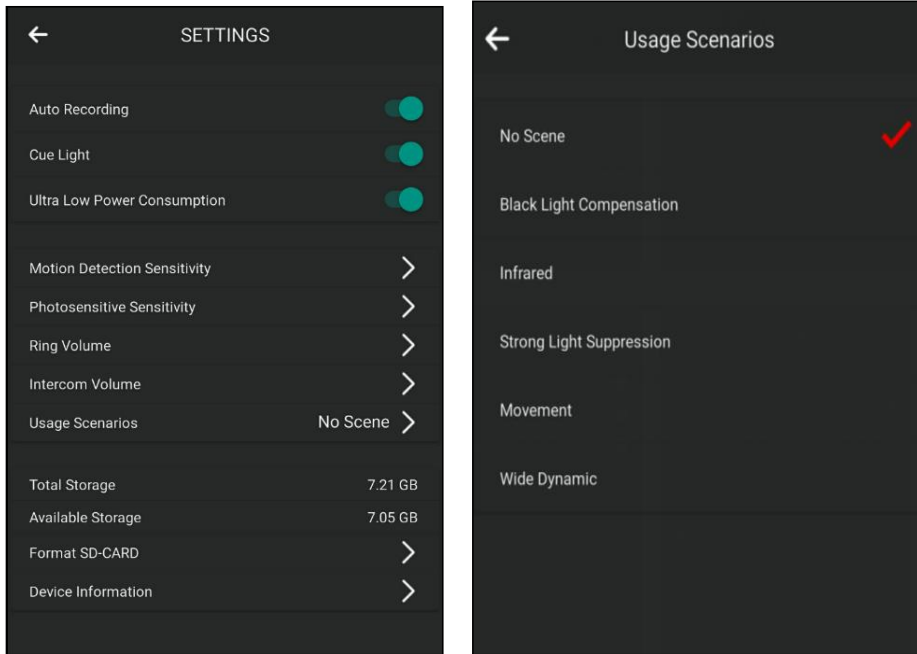 SETTINGS
Auto Recording
Cue Light
Ultra Low Power Consumption
Motion Detection Sensitivity
Photosensitive Sensitivity
Ring Volume
Intercom Volume
Usage Scenarios No Scene
Total Storage 7.21 GB
Available Storage 7.05 GB
Format SD-CARD
Device Information
Usage Scenarios
No Scene
Black Light Compensation
Infrared
Strong Light Suppression
Movement
Wide Dynamic